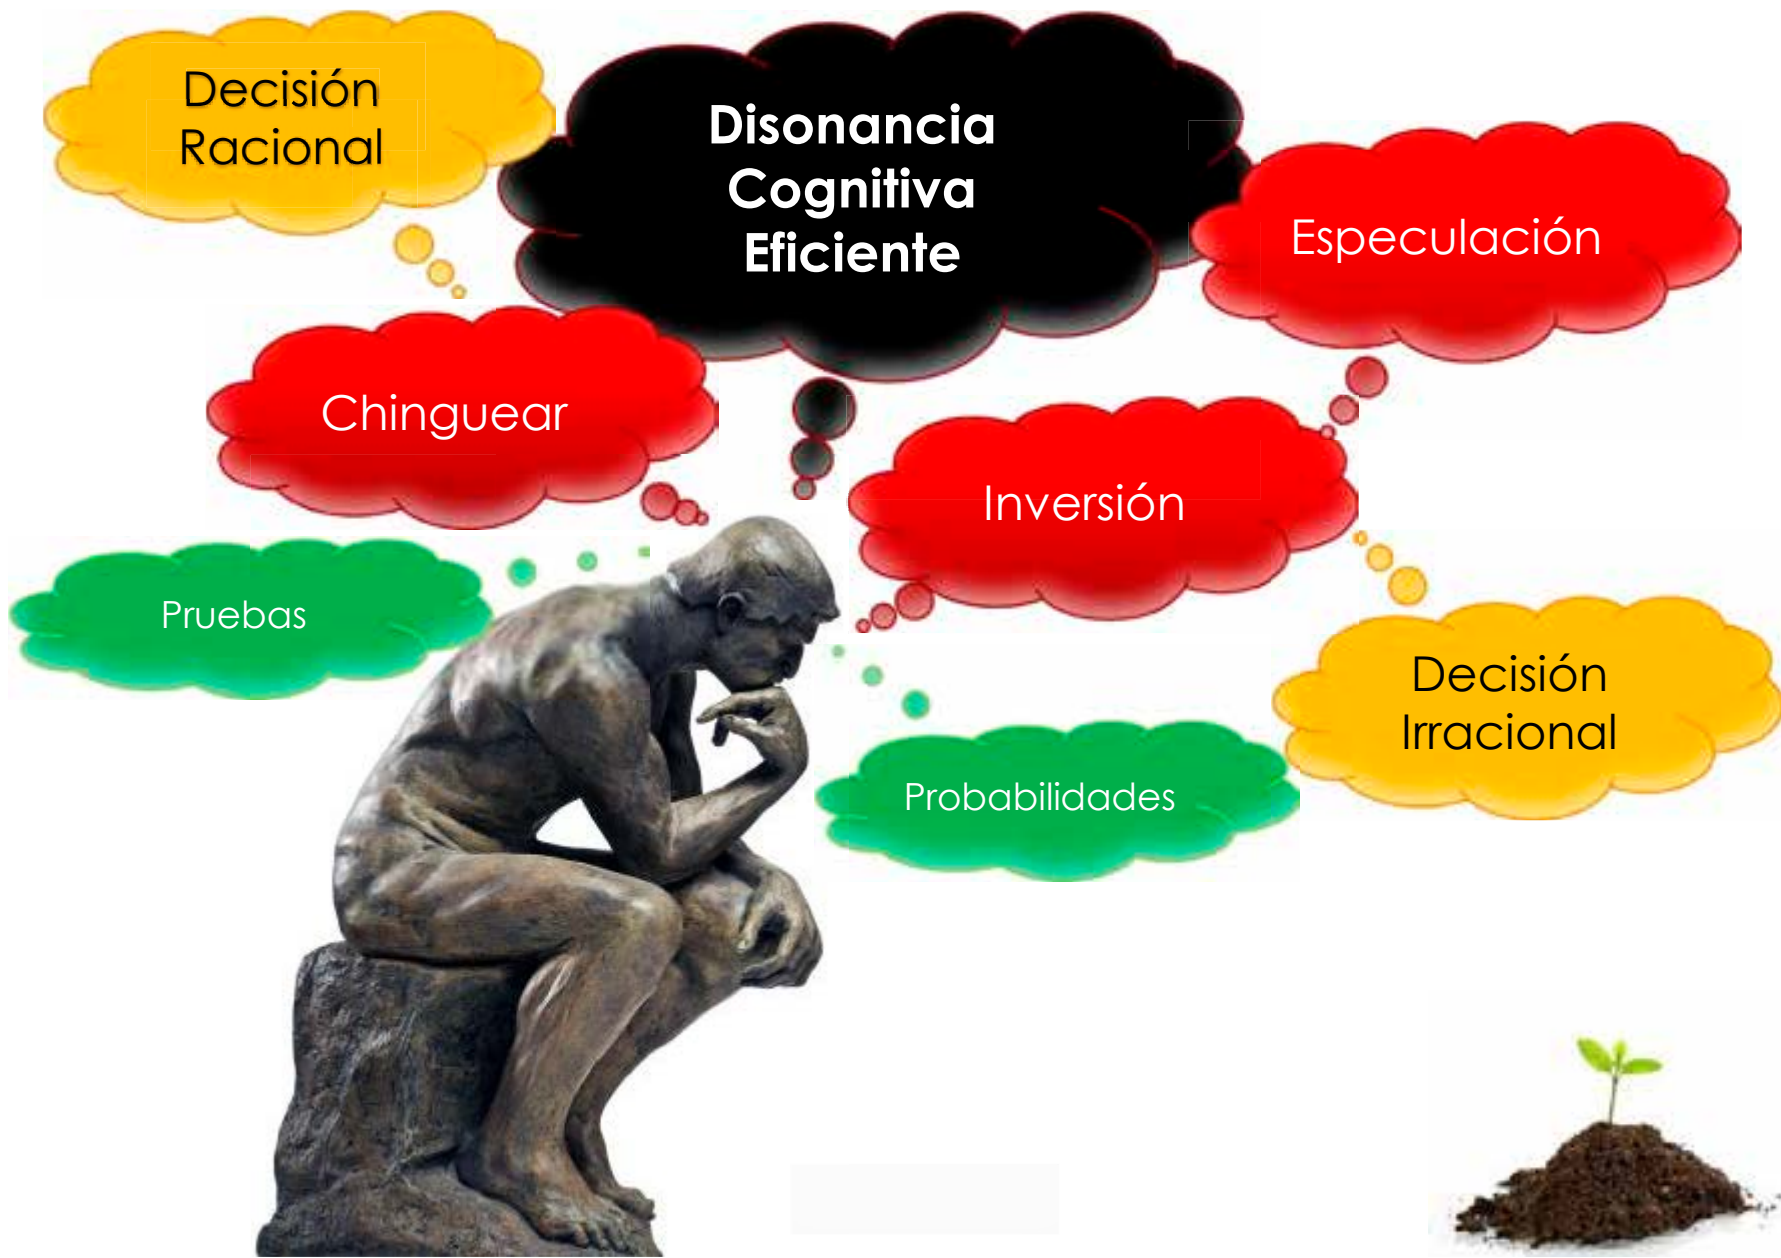 Decisión
Racional
Disonancia
Cognitiva
Eficiente
Especulación
Chinguear
Inversión
Pruebas
Decisión
Irracional
Probabilidades